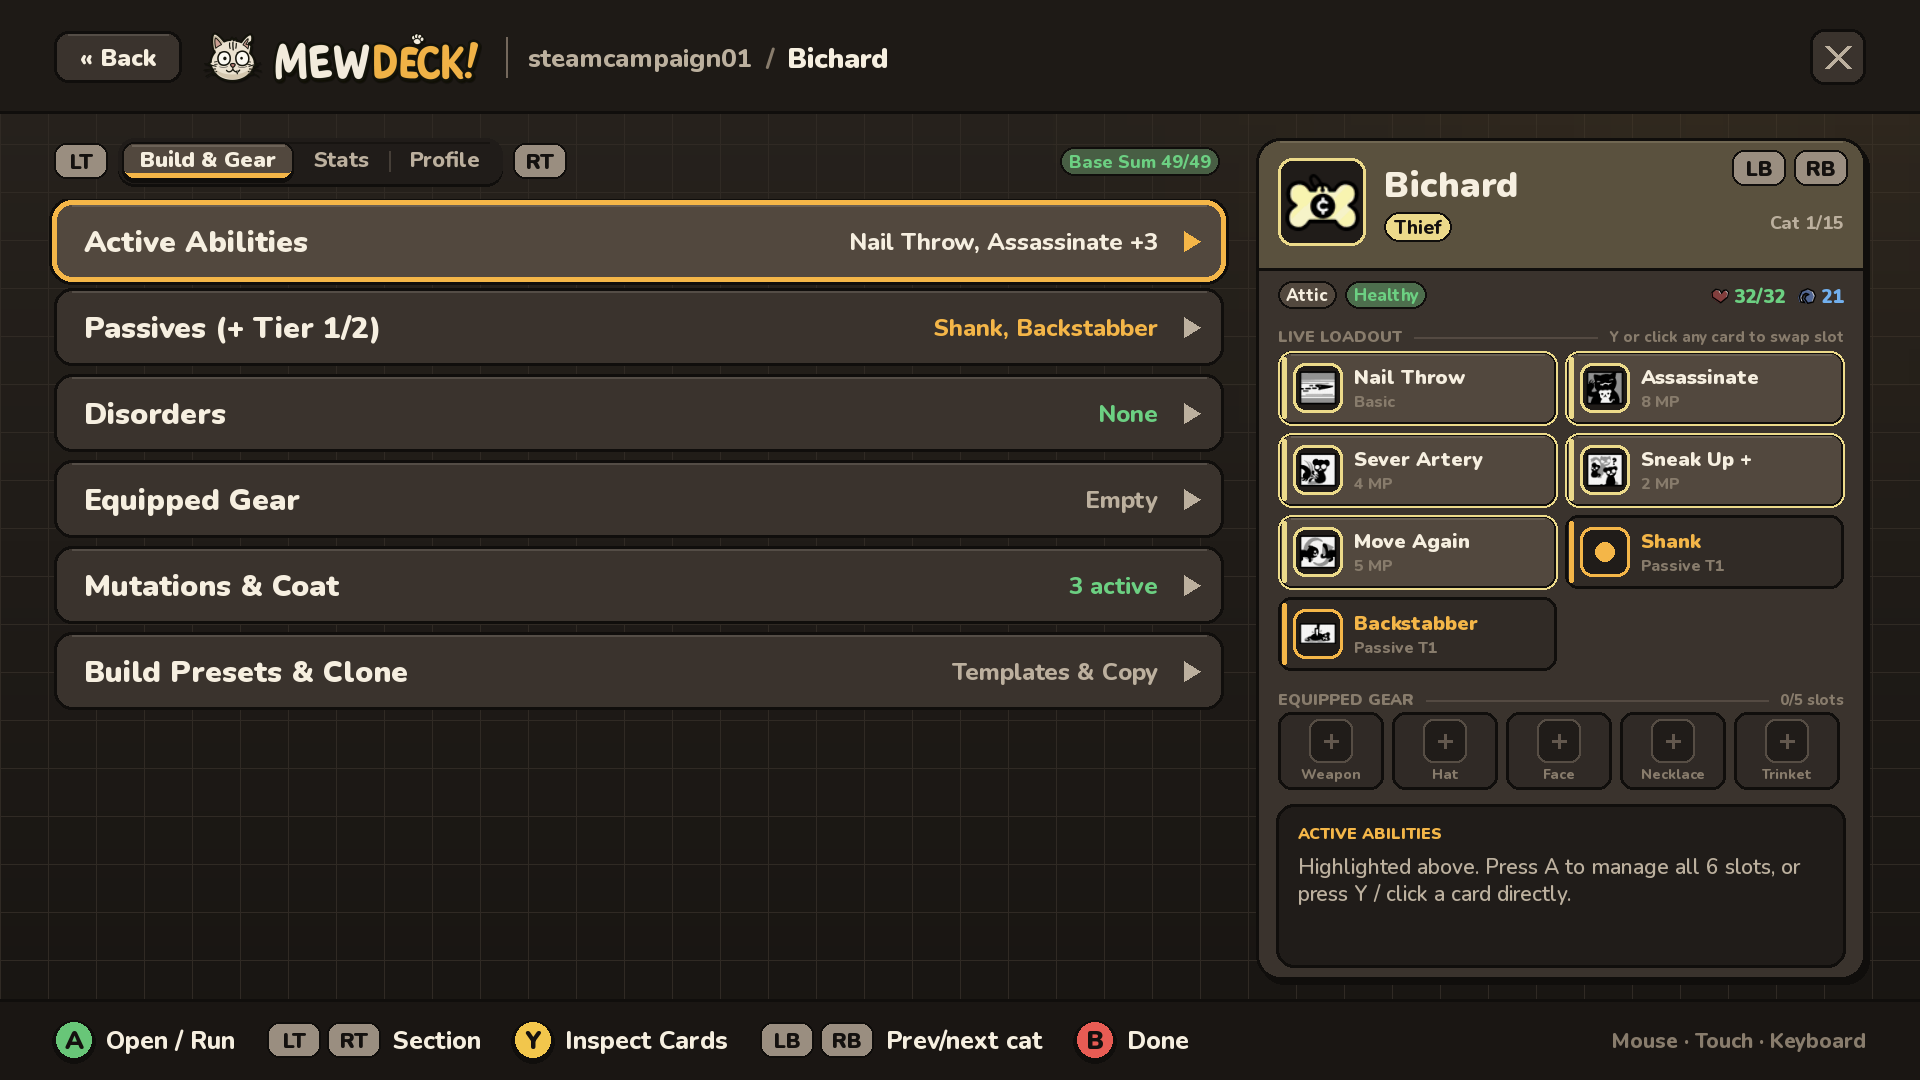 « Back
MEWDECK!
steamcampaign01 / Bichard
LT
Build & Gear
Stats
Profile
RT
Base Sum 49/49
Active Abilities
Nail Throw, Assassinate +3
Passives (+ Tier 1/2)
Shank, Backstabber
Disorders
None
Equipped Gear
Empty
Mutations & Coat
3 active
Build Presets & Clone
Templates & Copy
Bichard
LB
RB
Thief
Cat 1/15
Attic
Healthy
32/32
21
LIVE LOADOUT
Y or click any card to swap slot
Nail Throw
Basic
Assassinate
8 MP
Sever Artery
4 MP
Sneak Up +
2 MP
Move Again
5 MP
Shank
Passive T1
Backstabber
Passive T1
EQUIPPED GEAR
0/5 slots
Weapon
Hat
Face
Necklace
Trinket
ACTIVE ABILITIES
Highlighted above. Press A to manage all 6 slots, or
press Y / click a card directly.
A Open / Run
LT RT Section
Y Inspect Cards
LB RB Prev/next cat
B Done
Mouse · Touch · Keyboard